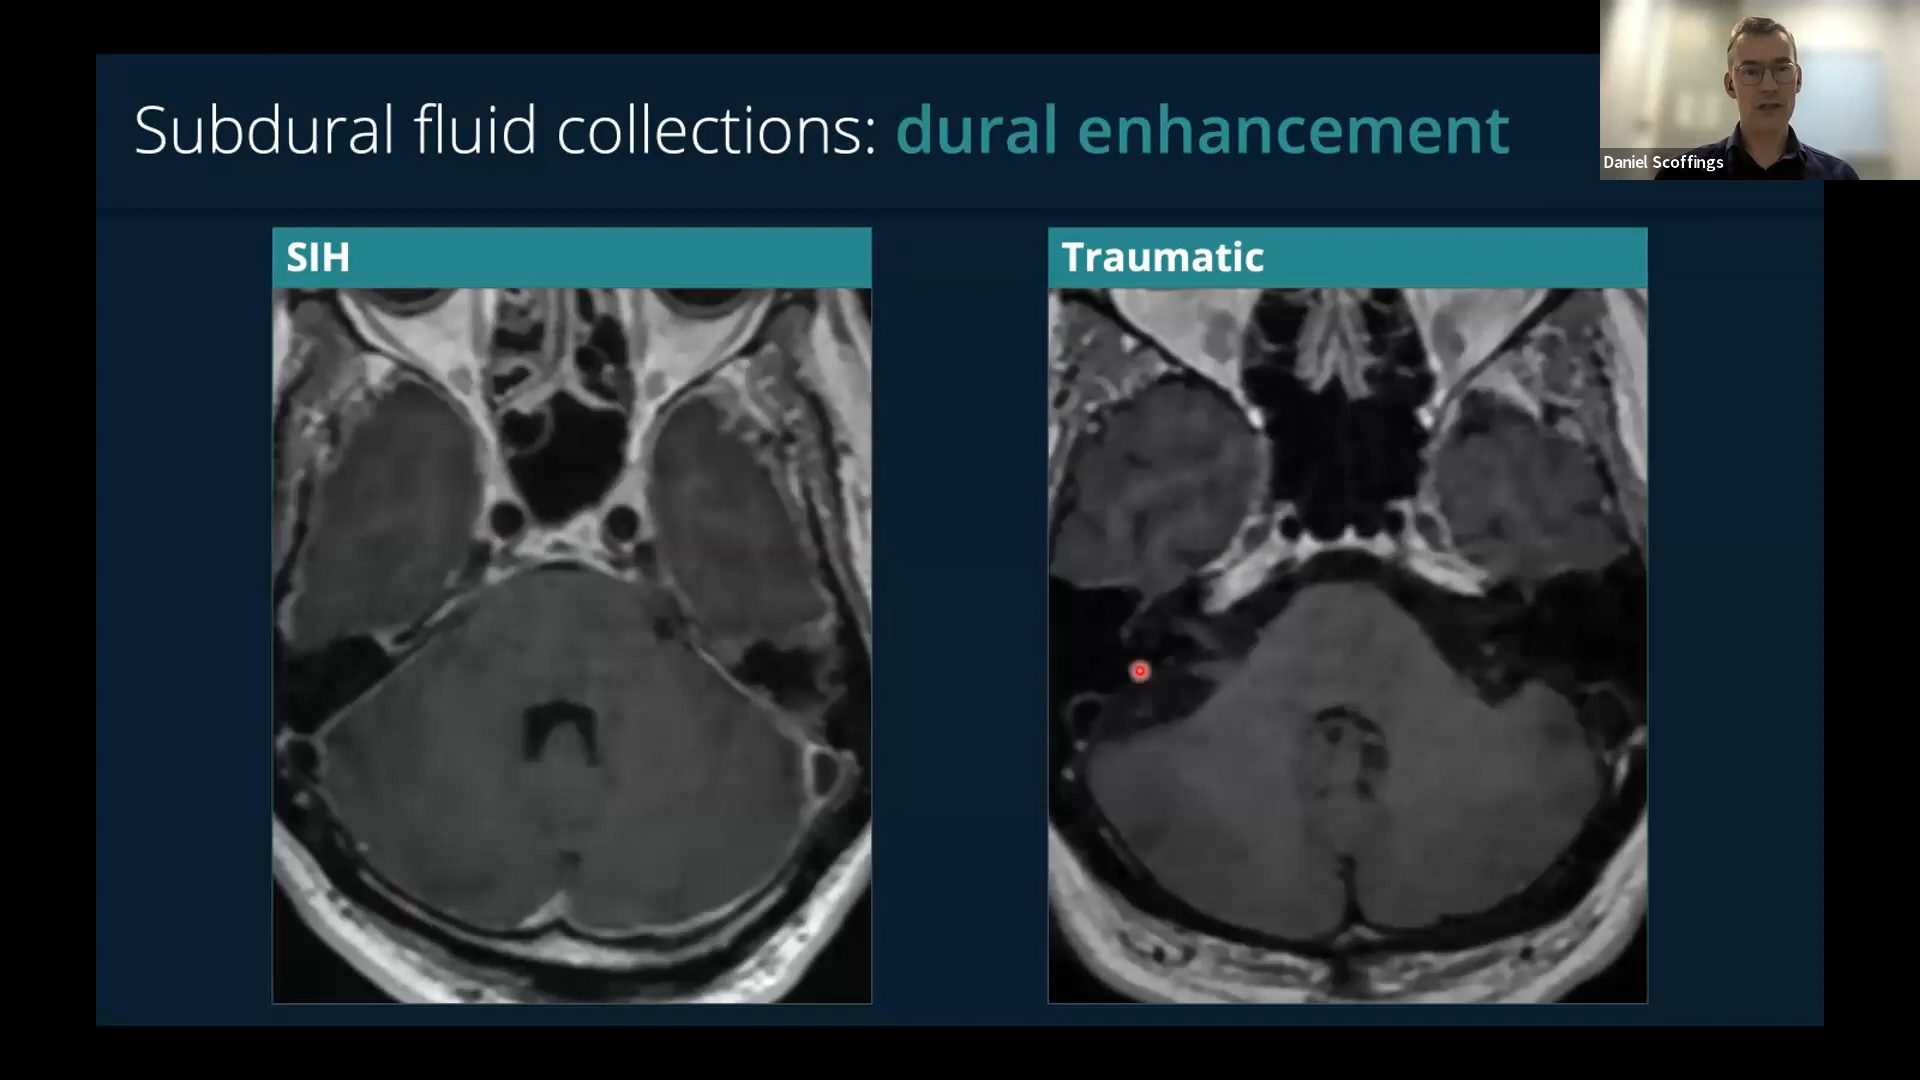 Subdural fluid collections: dural enhancement
Daniel Scoffings
SIH
Traumatic